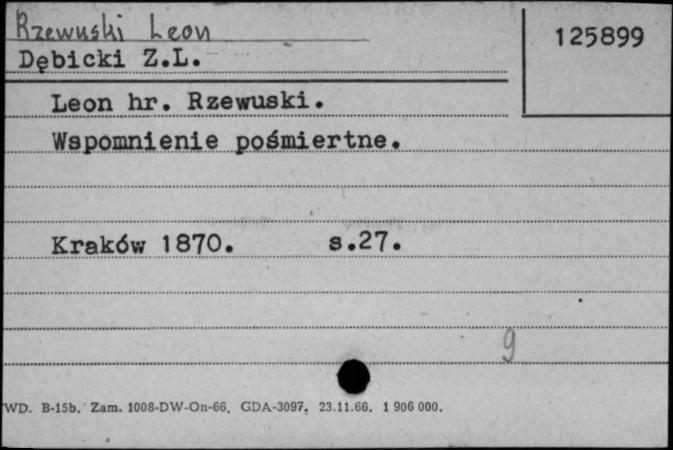 Rzewuski Leon
125899
Dębicki Z.L.
Leon hr. Rzewuski.
Wspomnienie pośmiertne.
Kraków 1870. s.27.
9
WD. B-15b. Zam. 1008-DW-On-66. GDA-3097. 23.11.66. 1 906 000.